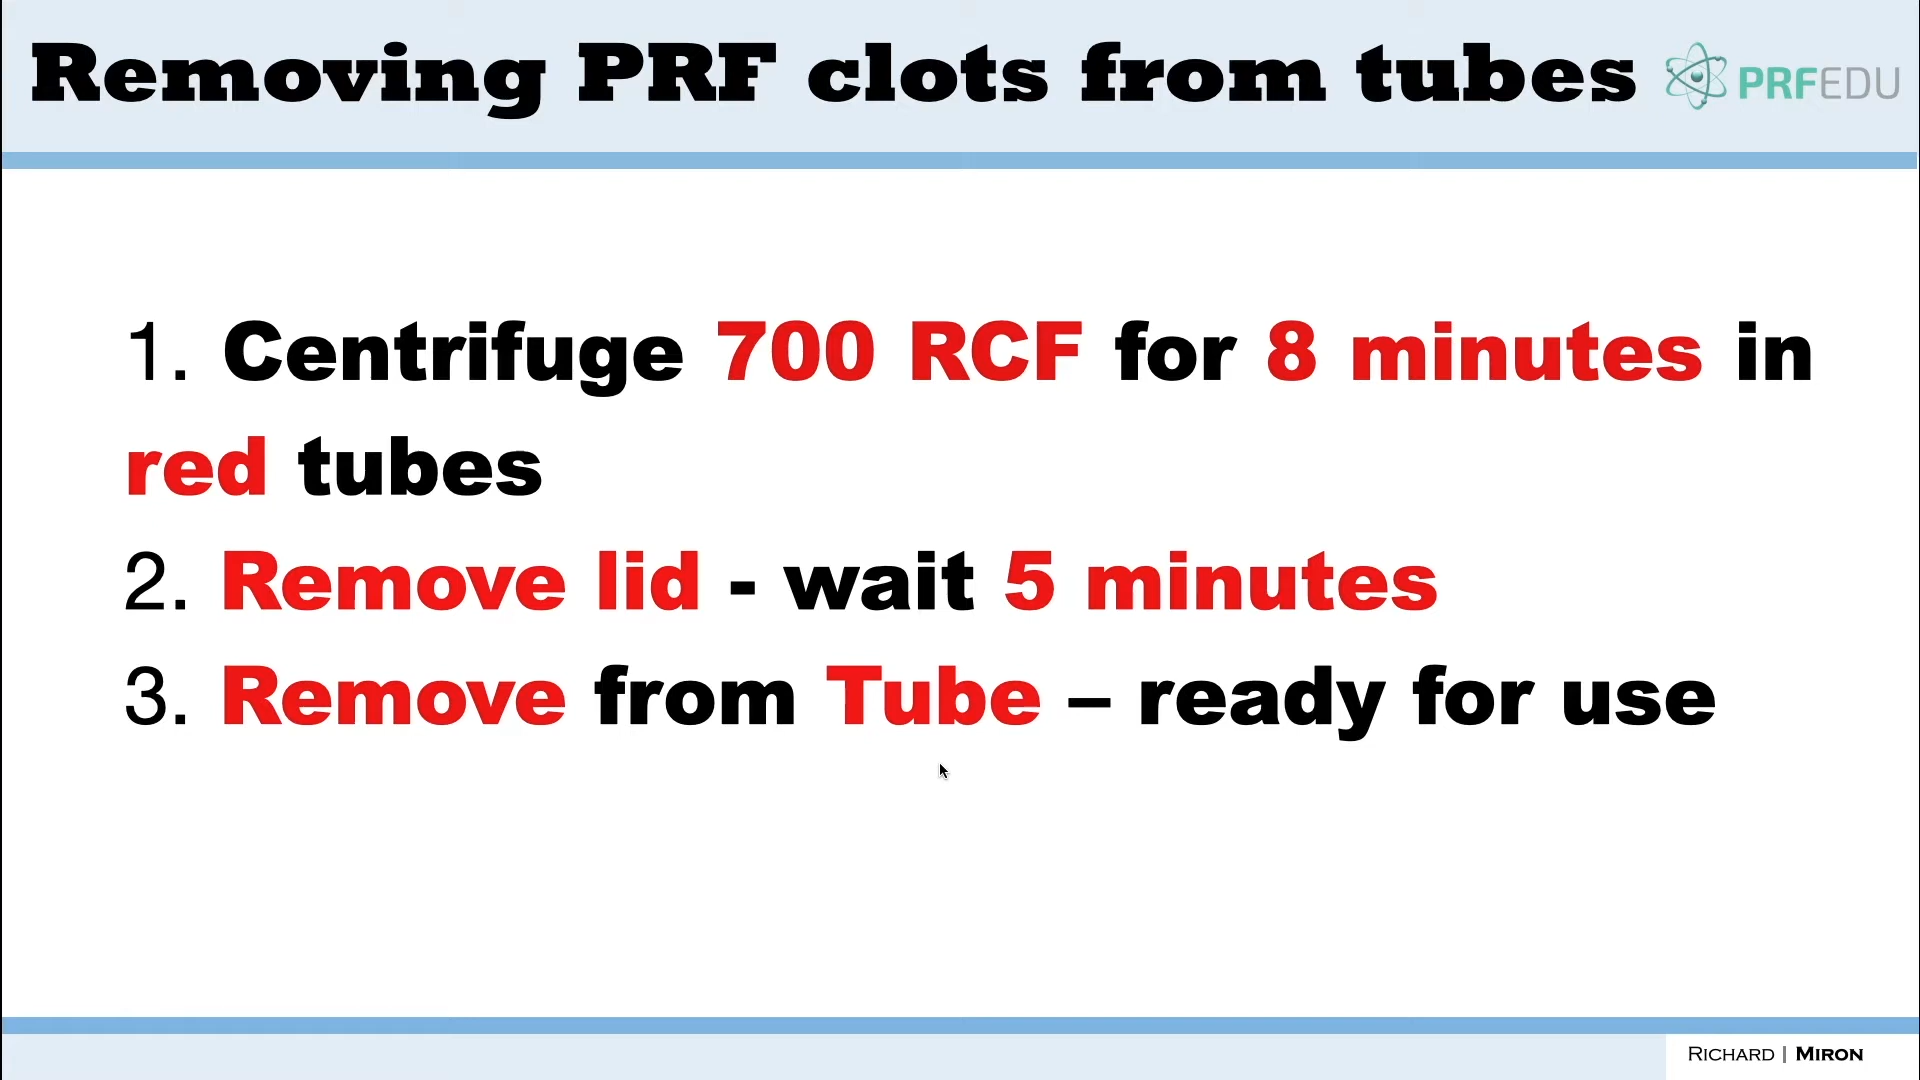 Removing PRF clots from tubes
PRFEDU
1. Centrifuge 700 RCF for 8 minutes in
red tubes
2. Remove lid - wait 5 minutes
3. Remove from Tube – ready for use
RICHARD | MIRON